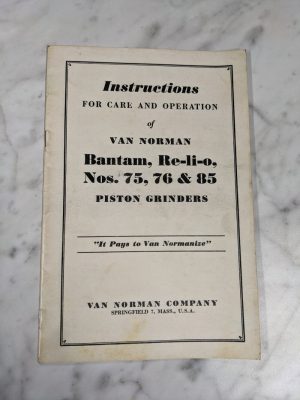 Instructions
FOR CARE AND OPERATION
of
VAN NORMAN
Bantam, Re-li-o,
Nos. 75, 76 & 85
PISTON GRINDERS
"It Pays to Van Normanize"
VAN NORMAN COMPANY
SPRINGFIELD 7, MASS., U.S.A.